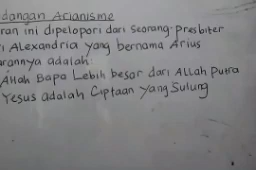 dangan Arianisme
ran ini dipelopori dari Seorang presbiter
i Alexandria yang bernama Arius
arannya adalah:
Allah Bapa Lebih besar dari ALLah Putra
Yesus adalah Ciptaan yang Sulung